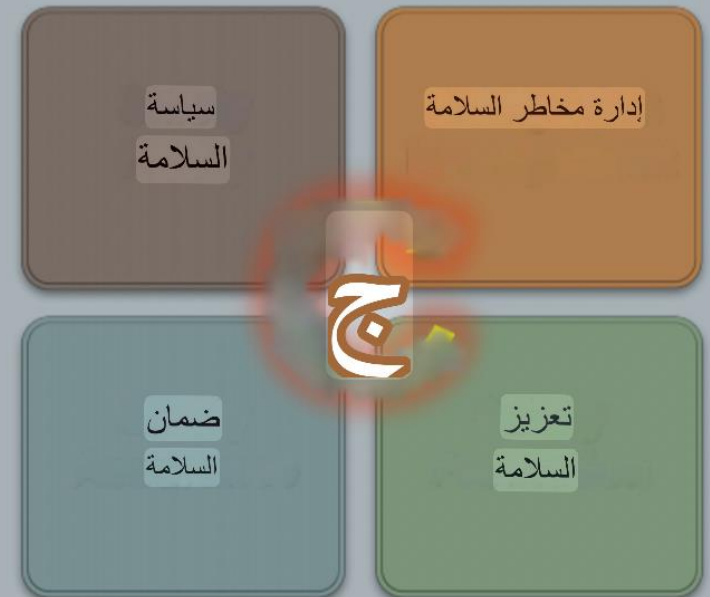 إدارة مخاطر السلامة
سياسة
السلامة
ج
تعزيز
السلامة
ضمان
السلامة